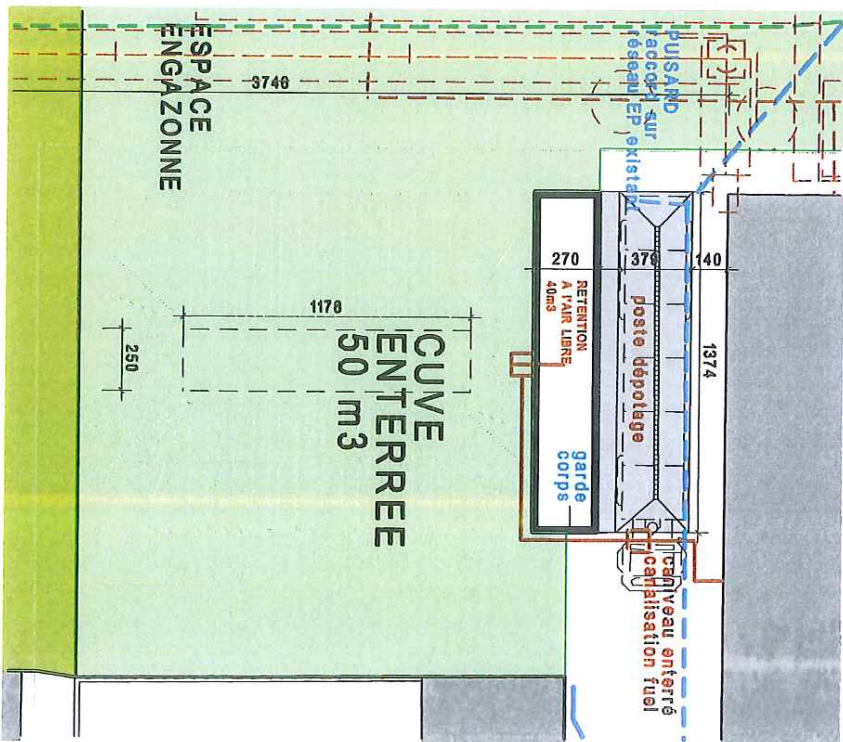 ESPACE
ENGAZONNE
3746
PUISARD
raccord sur
réseau EP existant
270
379
140
RETENTION
A l'AIR LIBRE
40m3
poste dépotage
1374
1176
250
CUVE
ENTERREE
50 m3
garde
corps
caniveau enterré
canalisation fuel